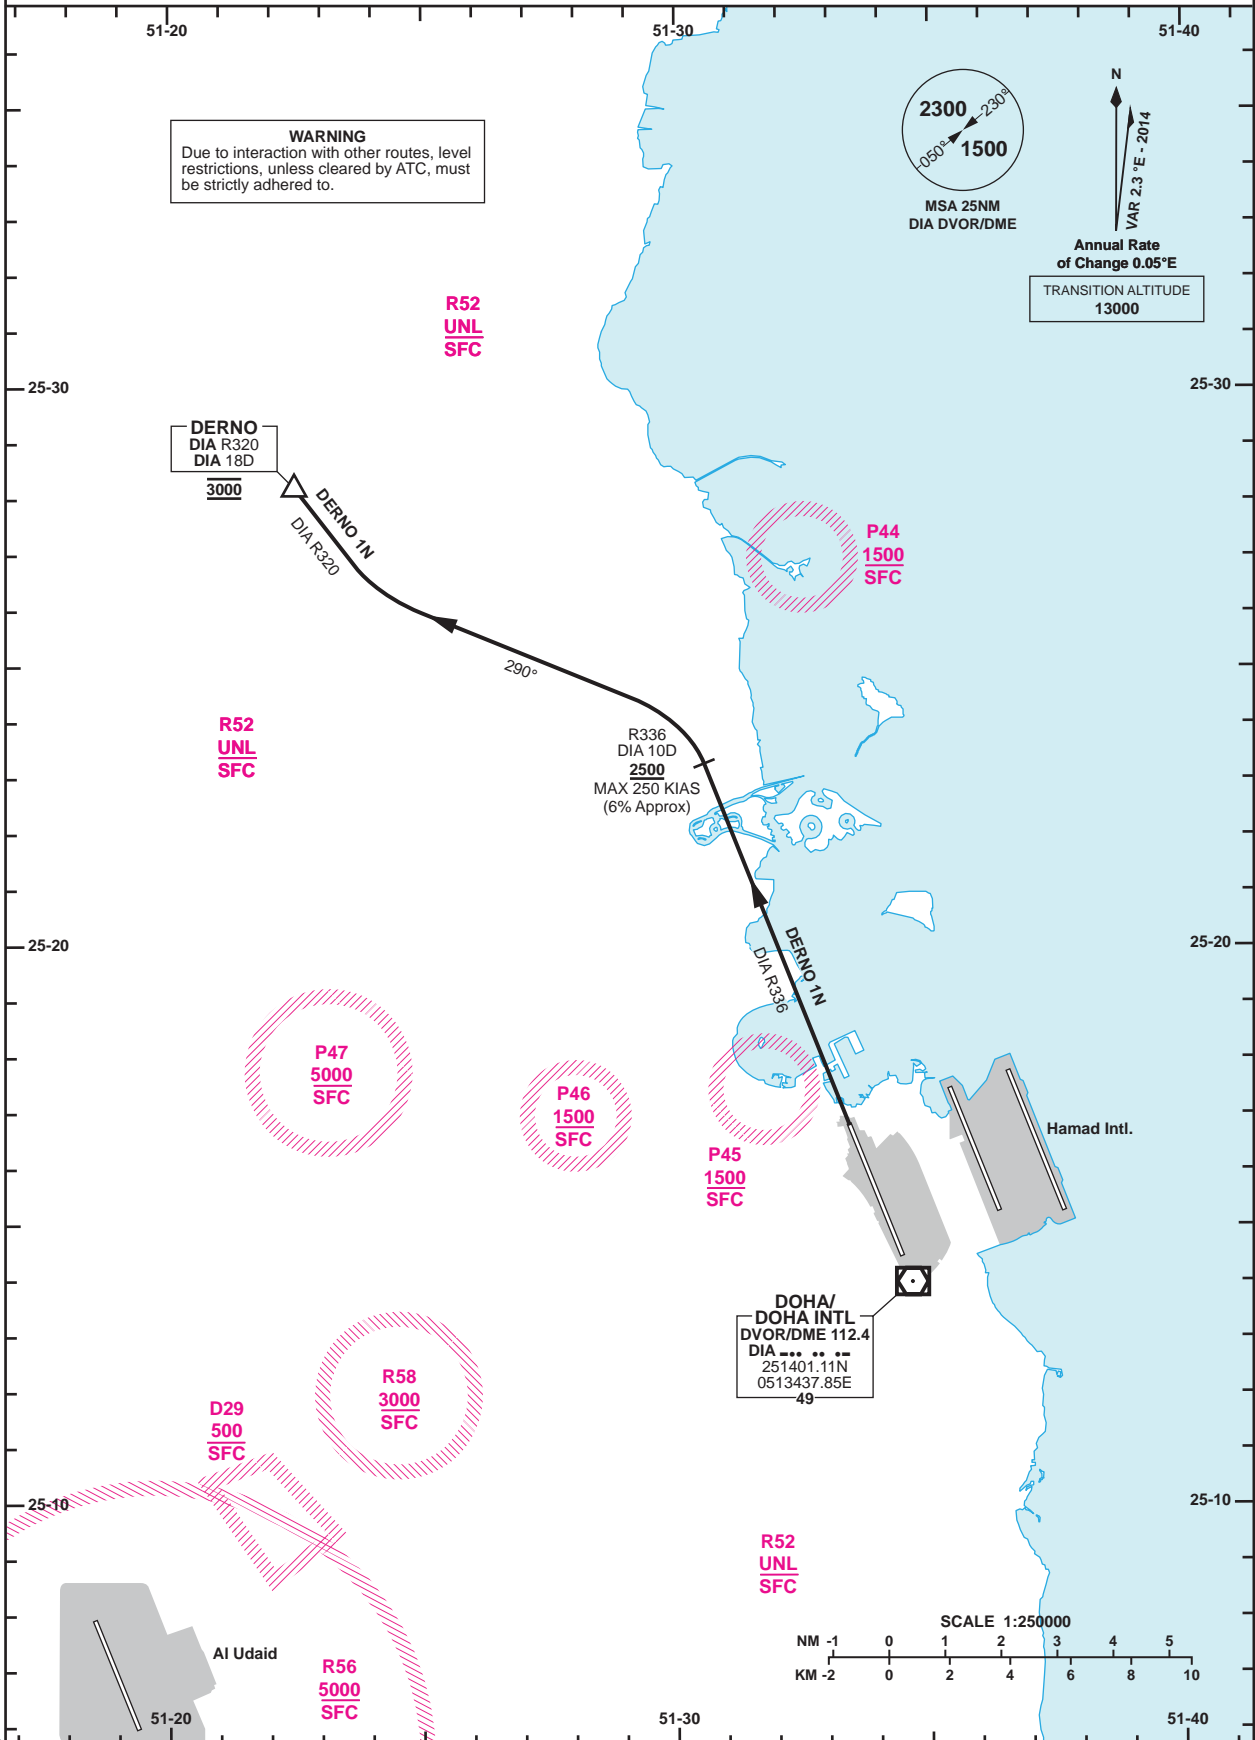 51-20
51-30
51-40
WARNING
Due to interaction with other routes, level
restrictions, unless cleared by ATC, must
be strictly adhered to.
2300
230°
050°
1500
MSA 25NM
DIA DVOR/DME
N
VAR 2.3 °E - 2014
Annual Rate
of Change 0.05°E
TRANSITION ALTITUDE
13000
R52
UNL
SFC
25-30
25-30
DERNO
DIA R320
DIA 18D
3000
DERNO 1N
DIA R320
P44
1500
SFC
290°
R52
UNL
SFC
R336
DIA 10D
2500
MAX 250 KIAS
(6% Approx)
25-20
25-20
DERNO 1N
DIA R336
P47
5000
SFC
P46
1500
SFC
P45
1500
SFC
Hamad Intl.
DOHA/
DOHA INTL
DVOR/DME 112.4
DIA
251401.11N
0513437.85E
49
R58
3000
SFC
D29
500
SFC
25-10
25-10
R52
UNL
SFC
Al Udaid
R56
5000
SFC
SCALE 1:250000
NM -1 0 1 2 3 4 5
KM -2 0 2 4 6 8 10
51-20
51-30
51-40